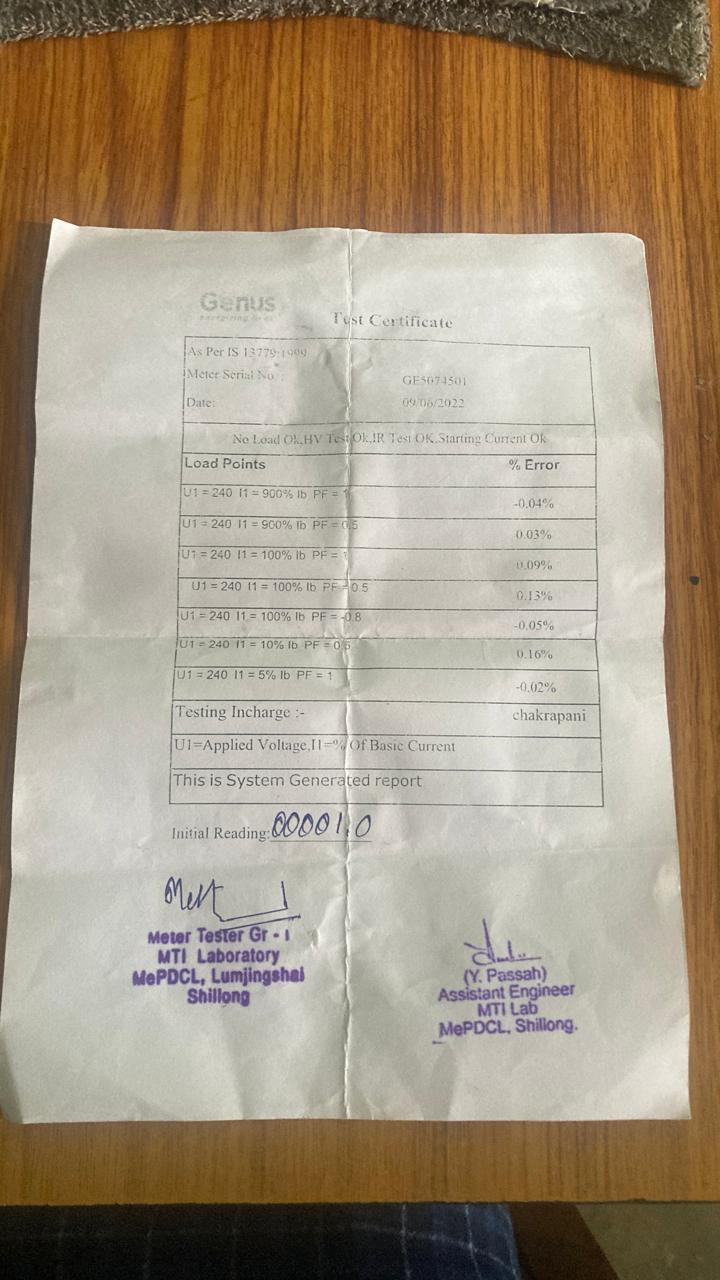 Genus
energizing lives
Test Certificate
As Per IS 13779-1999
Meter Serial No : GE5074501
Date: 09/06/2022
No Load Ok,HV Test Ok,IR Test OK,Starting Current Ok
Load Points % Error
U1 = 240 I1 = 900% Ib PF = 1 -0.04%
U1 = 240 I1 = 900% Ib PF = 0.5 0.03%
U1 = 240 I1 = 100% Ib PF = 1 0.09%
U1 = 240 I1 = 100% Ib PF = 0.5 0.13%
U1 = 240 I1 = 100% Ib PF = -0.8 -0.05%
U1 = 240 I1 = 10% Ib PF = 0.5 0.16%
U1 = 240 I1 = 5% Ib PF = 1 -0.02%
Testing Incharge :- chakrapani
U1=Applied Voltage,I1=% Of Basic Current
This is System Generated report
Initial Reading: 00001.0
Meter Tester Gr - I
MTI Laboratory
MePDCL, Lumjingshai
Shillong
(Y. Passah)
Assistant Engineer
MTI Lab
MePDCL, Shillong.